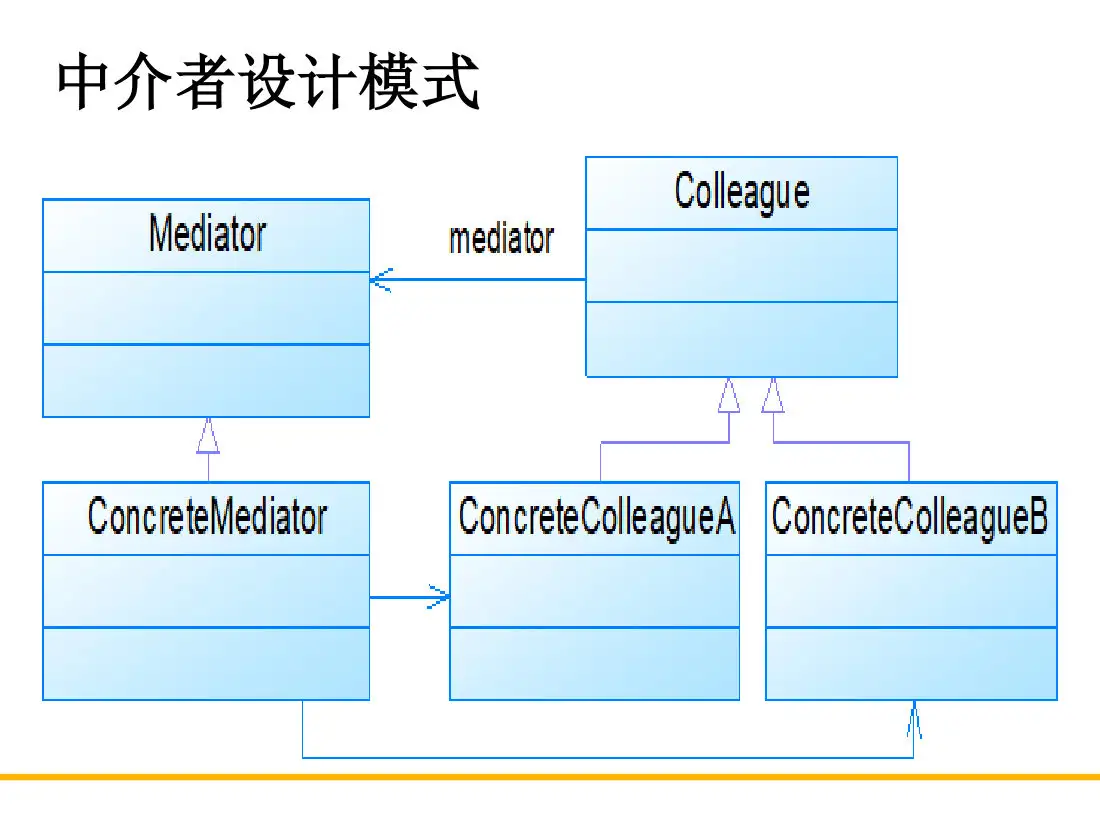 中介者设计模式
Colleague
Mediator
mediator
ConcreteMediator
ConcreteColleagueA
ConcreteColleagueB